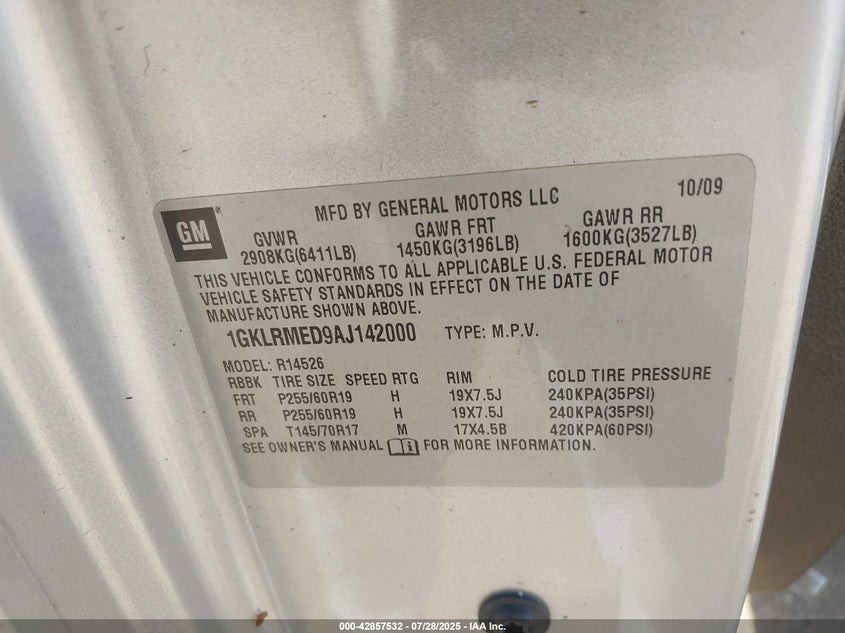 GM ®
MFD BY GENERAL MOTORS LLC 10/09
GVWR GAWR FRT GAWR RR
2908KG(6411LB) 1450KG(3196LB) 1600KG(3527LB)
THIS VEHICLE CONFORMS TO ALL APPLICABLE U.S. FEDERAL MOTOR
VEHICLE SAFETY STANDARDS IN EFFECT ON THE DATE OF
MANUFACTURE SHOWN ABOVE.
1GKLRMED9AJ142000 TYPE: M.P.V.
MODEL: R14526
RBBK TIRE SIZE SPEED RTG RIM COLD TIRE PRESSURE
FRT P255/60R19 H 19X7.5J 240KPA(35PSI)
RR P255/60R19 H 19X7.5J 240KPA(35PSI)
SPA T145/70R17 M 17X4.5B 420KPA(60PSI)
SEE OWNER'S MANUAL FOR MORE INFORMATION.
000-42857532 - 07/28/2025 - IAA Inc.